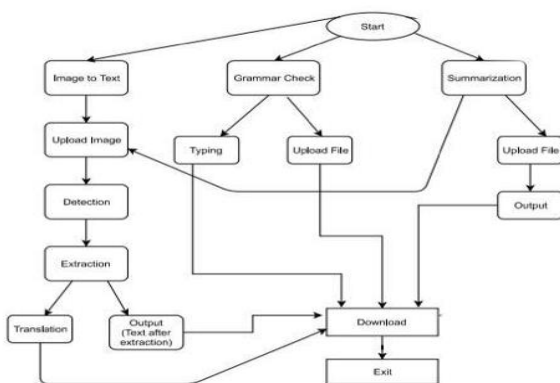 Start
Image to Text
Grammar Check
Summarization
Upload Image
Typing
Upload File
Upload File
Detection
Output
Extraction
Translation
Output
(Text after
extraction)
Download
Exit